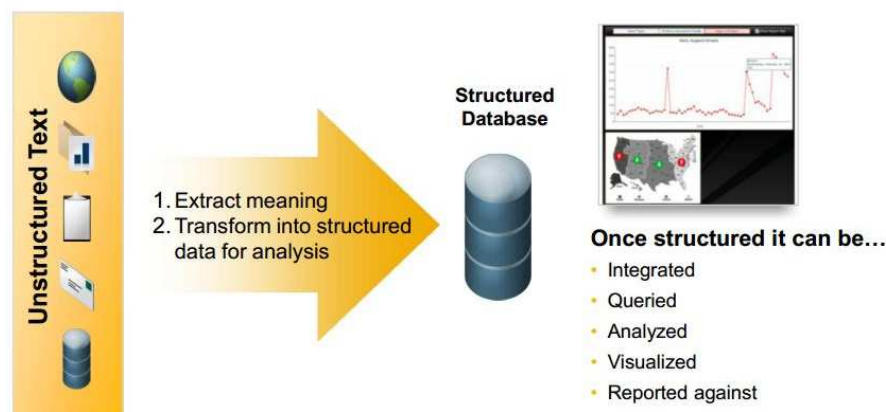 Unstructured Text
1. Extract meaning
2. Transform into structured
data for analysis
Structured
Database
Once structured it can be…
• Integrated
• Queried
• Analyzed
• Visualized
• Reported against